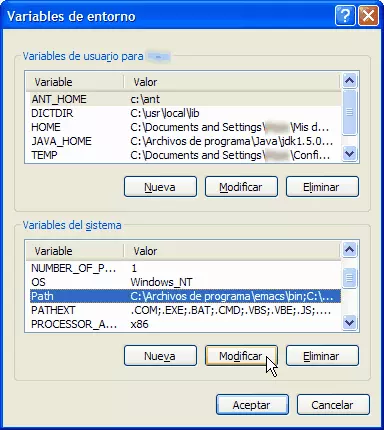 Variables de entorno
Variables de usuario para
Variable Valor
ANT_HOME c:\ant
DICTDIR C:\usr\local\lib
HOME C:\Documents and Settings\ \Mis d...
JAVA_HOME C:\Archivos de programa\Java\jdk1.5.0...
TEMP C:\Documents and Settings\ \Confi...
Nueva Modificar Eliminar
Variables del sistema
Variable Valor
NUMBER_OF_P... 1
OS Windows_NT
Path C:\Archivos de programa\emacs\bin;C:\...
PATHEXT .COM;.EXE;.BAT;.CMD;.VBS;.VBE;.JS;....
PROCESSOR_A... x86
Nueva Modificar Eliminar
Aceptar Cancelar